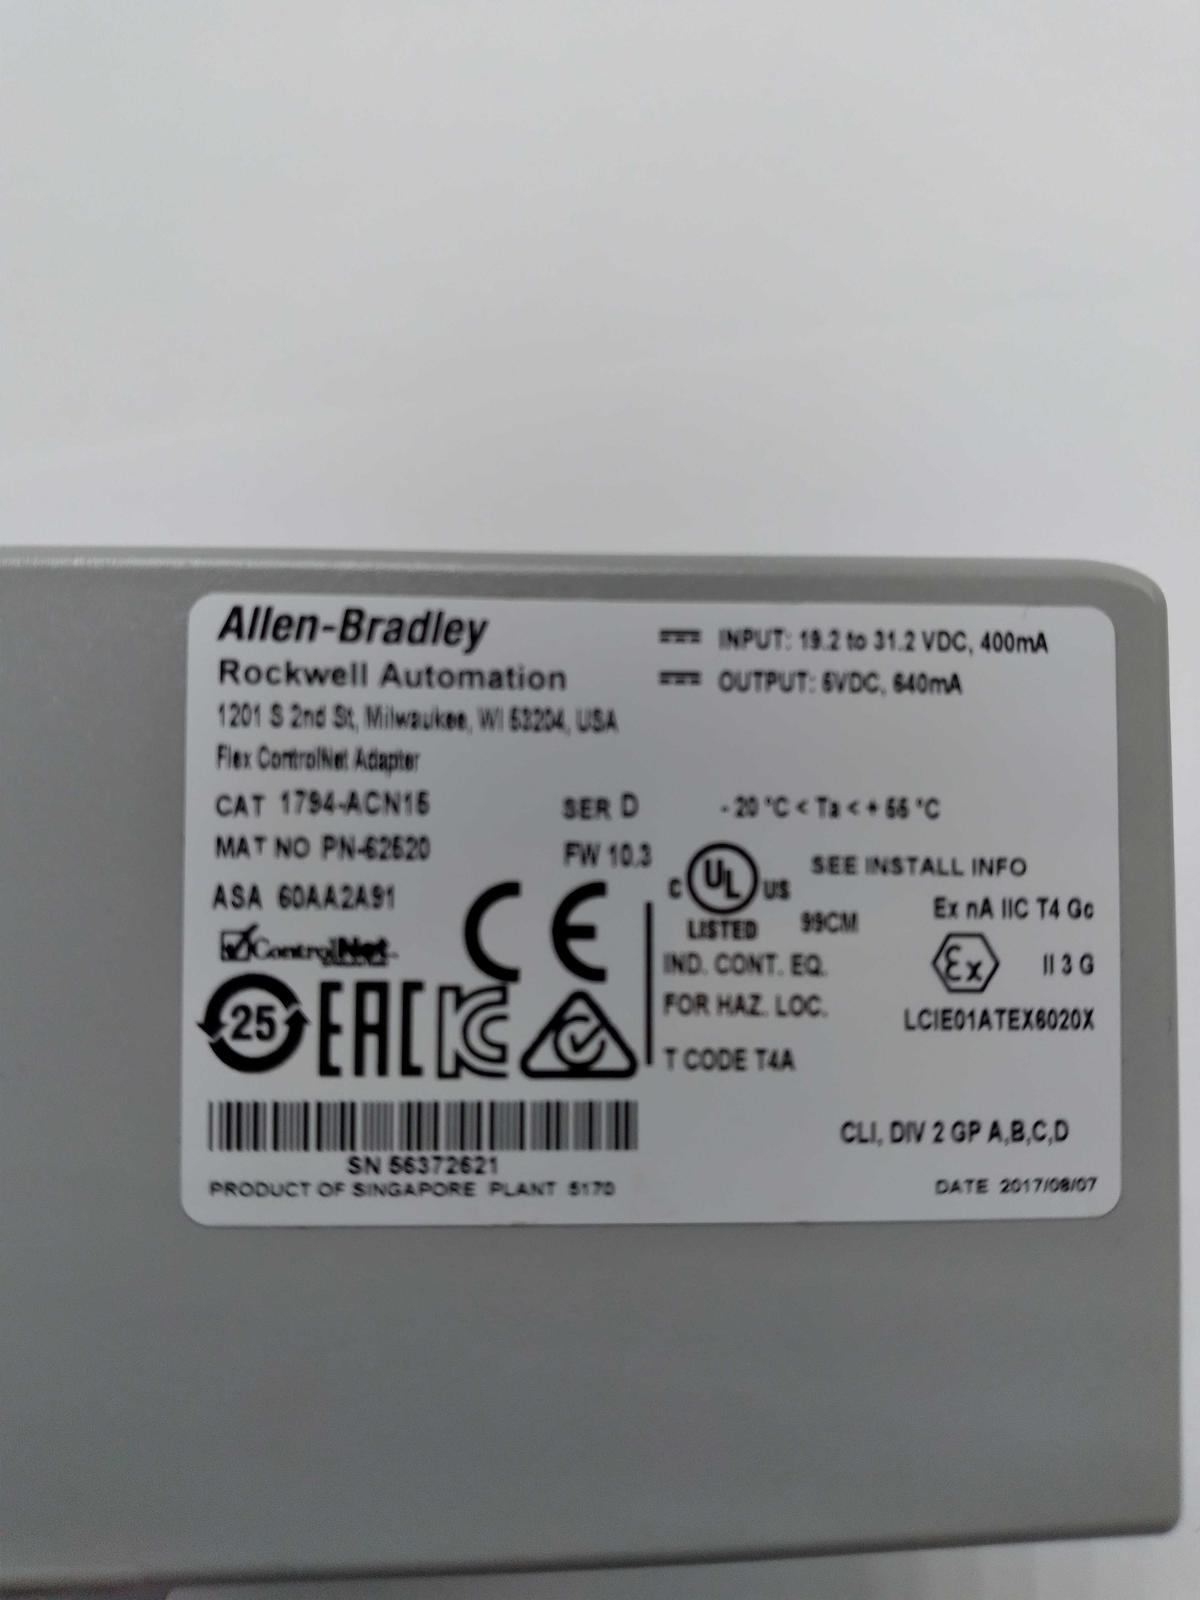 Allen-Bradley
Rockwell Automation
1201 S 2nd St, Milwaukee, WI 53204, USA
Flex ControlNet Adapter
CAT 1794-ACN15
SER D
MAT NO PN-62520
FW 10.3
ASA 60AA2A91
ControlNet
CE
25
EAC
KC
SN 56372621
PRODUCT OF SINGAPORE PLANT 5170
INPUT: 19.2 to 31.2 VDC, 400mA
OUTPUT: 5VDC, 640mA
- 20 °C < Ta < + 55 °C
C UL US
LISTED
99CM
IND. CONT. EQ.
FOR HAZ. LOC.
T CODE T4A
SEE INSTALL INFO
Ex nA IIC T4 Gc
Ex II 3 G
LCIE01ATEX6020X
CLI, DIV 2 GP A,B,C,D
DATE 2017/08/07